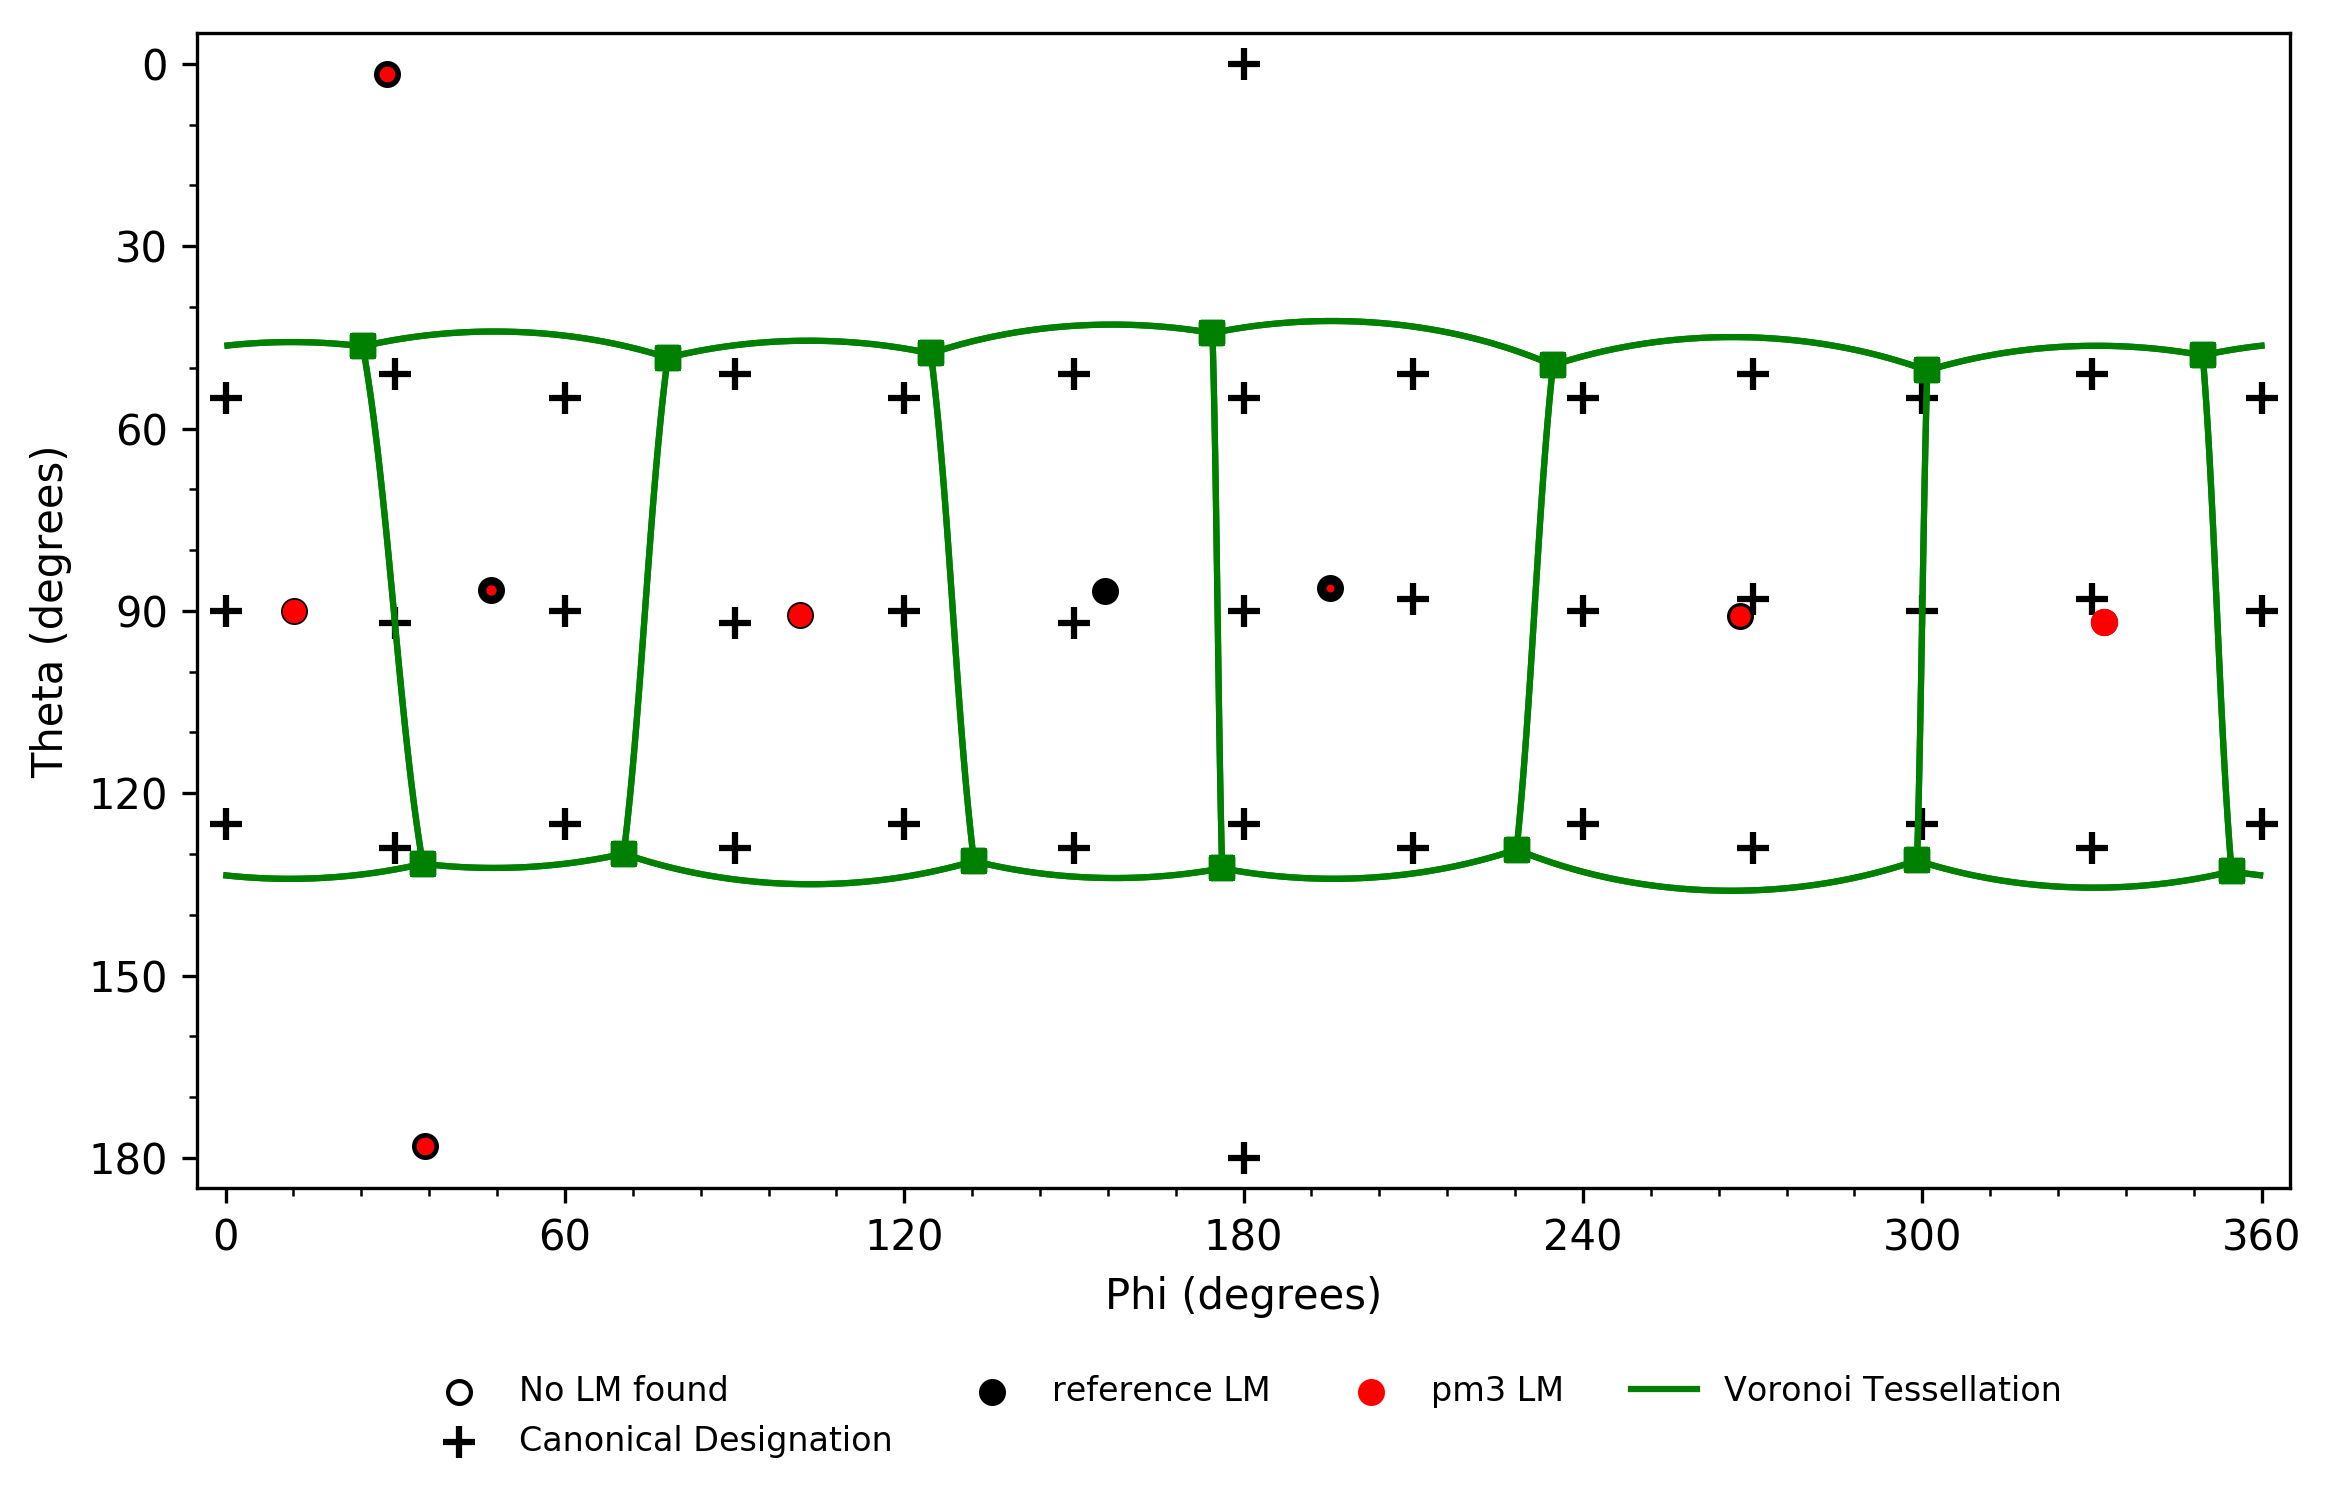 0
30
60
90
120
150
180
Theta (degrees)
0 60 120 180 240 300 360
Phi (degrees)
No LM found reference LM pm3 LM Voronoi Tessellation
Canonical Designation